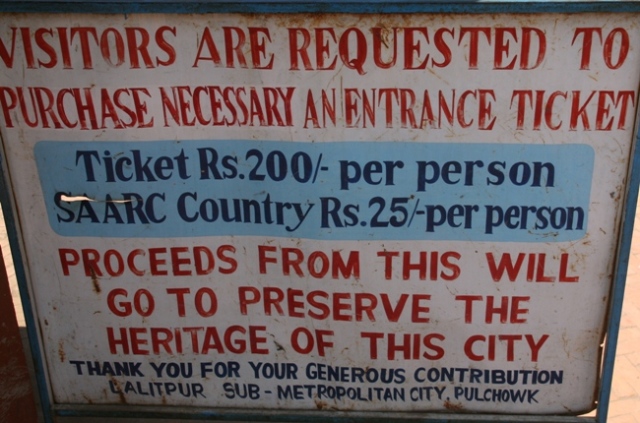 VISITORS ARE REQUESTED TO
PURCHASE NECESSARY AN ENTRANCE TICKET
Ticket Rs.200/- per person
SAARC Country Rs.25/-per person
PROCEEDS FROM THIS WILL
GO TO PRESERVE THE
HERITAGE OF THIS CITY
THANK YOU FOR YOUR GENEROUS CONTRIBUTION
LALITPUR SUB-METROPOLITAN CITY, PULCHOWK